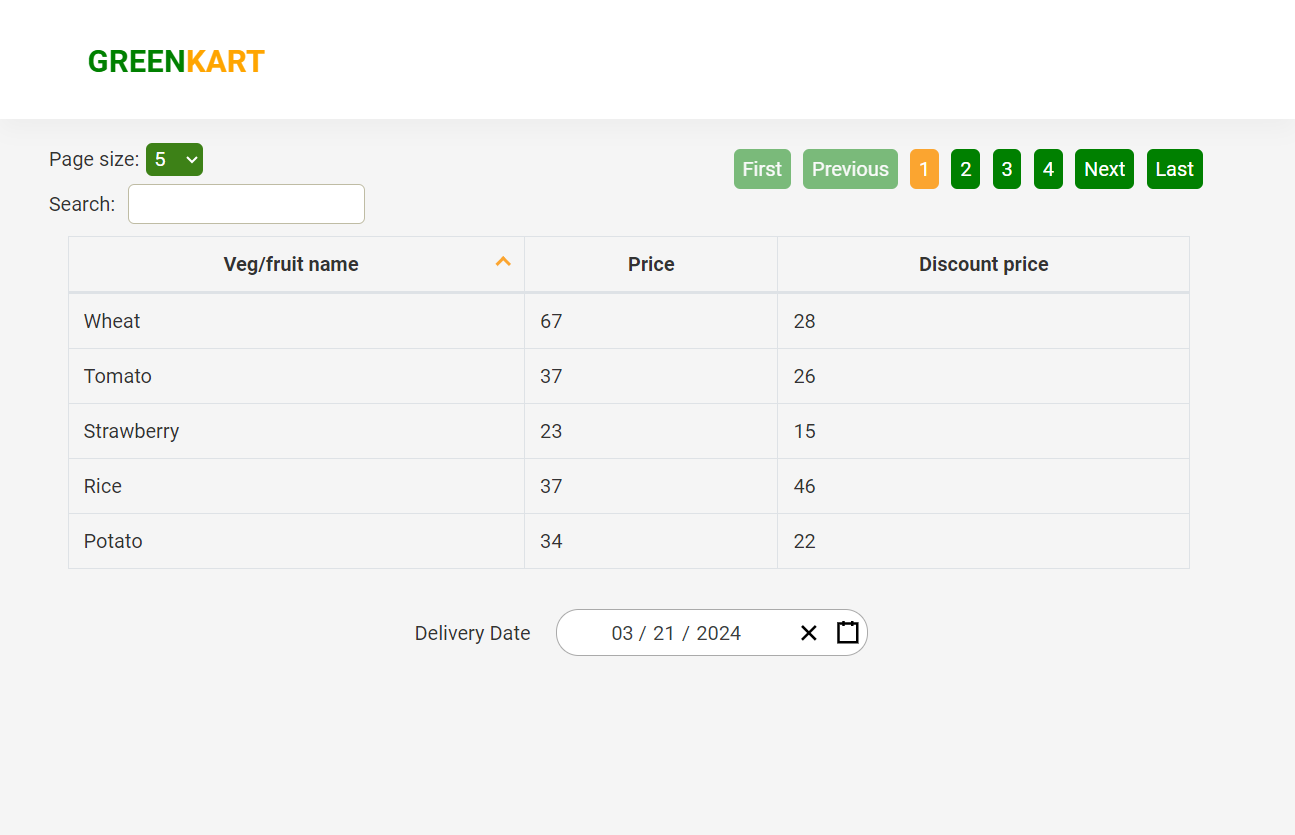 GREENKART
Page size: 5
First Previous 1 2 3 4 Next Last
Search:
Veg/fruit name Price Discount price
Wheat 67 28
Tomato 37 26
Strawberry 23 15
Rice 37 46
Potato 34 22
Delivery Date 03 / 21 / 2024